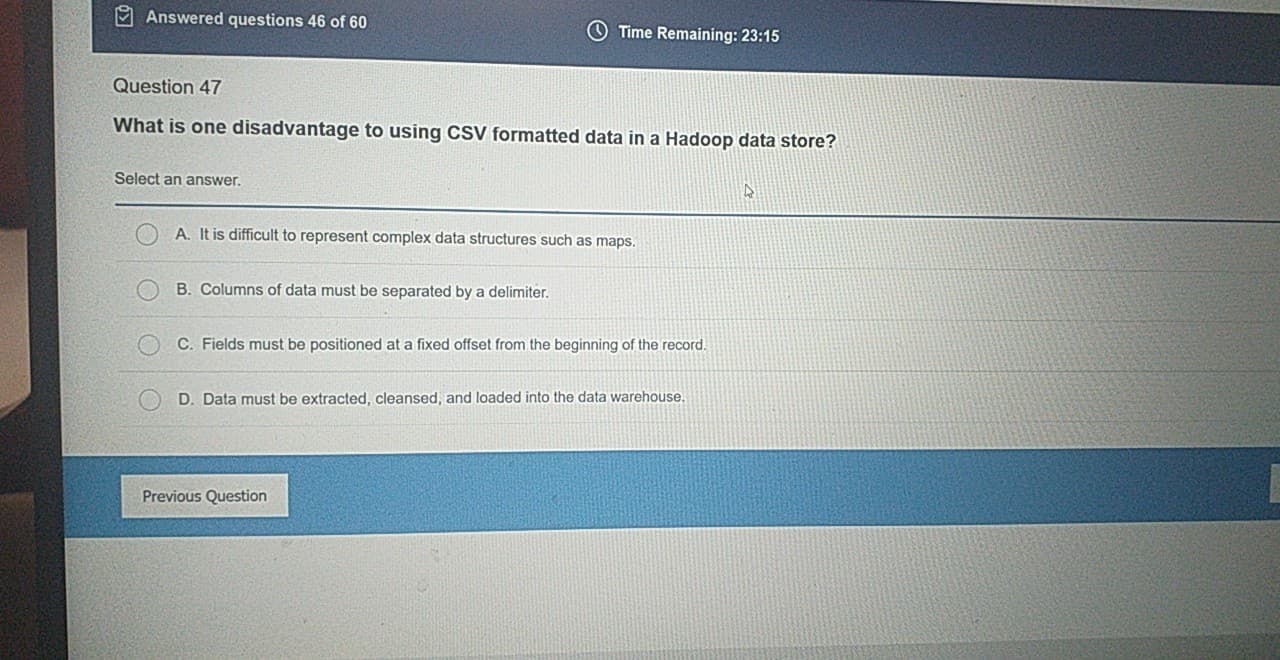 Answered questions 46 of 60
Time Remaining: 23:15
Question 47
What is one disadvantage to using CSV formatted data in a Hadoop data store?
Select an answer.
A. It is difficult to represent complex data structures such as maps.
B. Columns of data must be separated by a delimiter.
C. Fields must be positioned at a fixed offset from the beginning of the record.
D. Data must be extracted, cleansed, and loaded into the data warehouse.
Previous Question